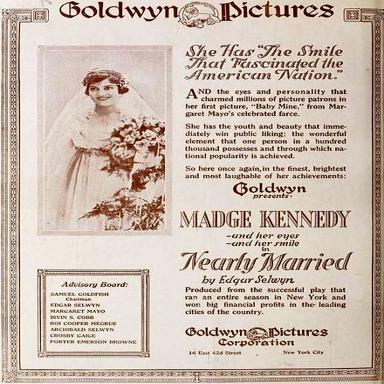 Goldwyn Pictures
She Has "The Smile
That Fascinated the
American Nation."
AND the eyes and personality that
charmed millions of picture patrons in
her first picture, "Baby Mine," from Mar-
garet Mayo's celebrated farce.
She has the youth and beauty that imme-
diately win public liking; the wonderful
element that one person in a hundred
thousand possesses and through which na-
tional popularity is achieved.
So here once again, in the finest, brightest
and most laughable of her achievements:
Goldwyn
presents
MADGE KENNEDY
-and her eyes
-and her smile
in
Nearly Married
by Edgar Selwyn
Produced from the successful play that
ran an entire season in New York and
won big financial profits in the leading
cities of the country.
Advisory Board:
SAMUEL GOLDFISH
Chairman
EDGAR SELWYN
MARGARET MAYO
IRVIN S. COBB
ROI COOPER MEGRUE
ARCHIBALD SELWYN
CROSBY GAIGE
PORTER EMERSON BROWNE
Goldwyn Pictures
Corporation
16 East 42d Street New York City